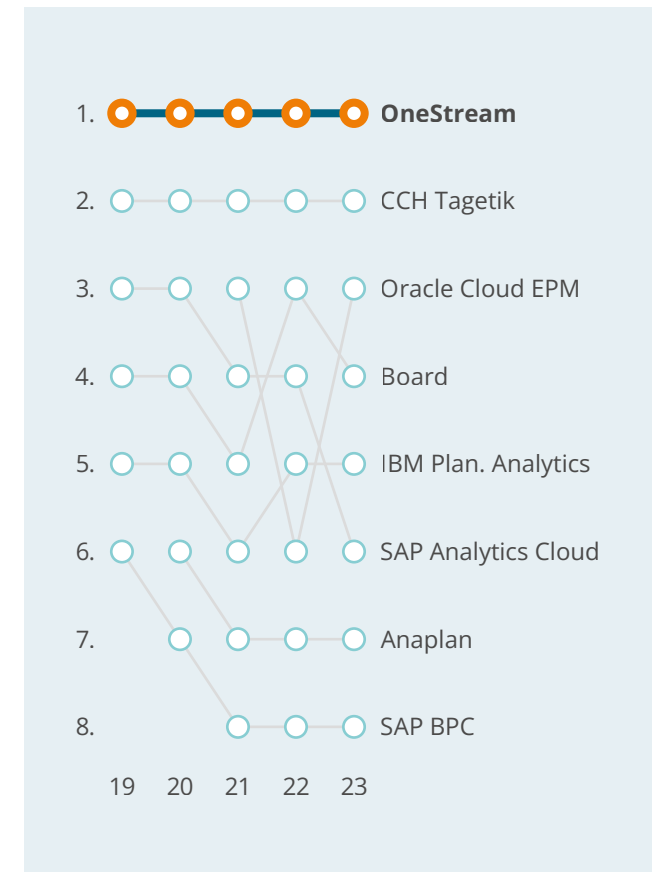 1. OneStream
2. CCH Tagetik
3. Oracle Cloud EPM
4. Board
5. IBM Plan. Analytics
6. SAP Analytics Cloud
7. Anaplan
8. SAP BPC
19 20 21 22 23